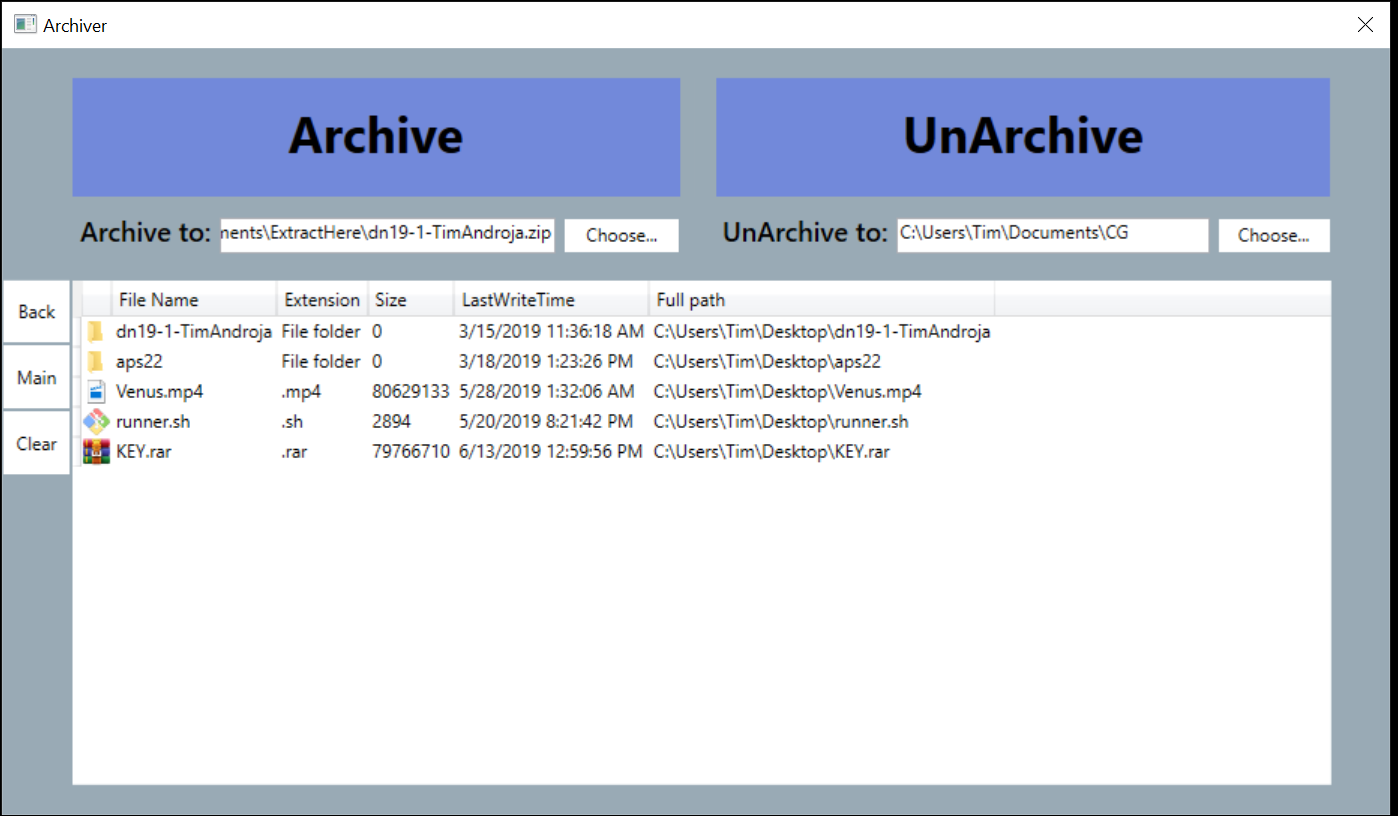 Archiver
Archive UnArchive
Archive to: ments\ExtractHere\dn19-1-TimAndroja.zip Choose... UnArchive to: C:\Users\Tim\Documents\CG Choose...
Back
Main
Clear
File Name Extension Size LastWriteTime Full path
dn19-1-TimAndroja File folder 0 3/15/2019 11:36:18 AM C:\Users\Tim\Desktop\dn19-1-TimAndroja
aps22 File folder 0 3/18/2019 1:23:26 PM C:\Users\Tim\Desktop\aps22
Venus.mp4 .mp4 80629133 5/28/2019 1:32:06 AM C:\Users\Tim\Desktop\Venus.mp4
runner.sh .sh 2894 5/20/2019 8:21:42 PM C:\Users\Tim\Desktop\runner.sh
KEY.rar .rar 79766710 6/13/2019 12:59:56 PM C:\Users\Tim\Desktop\KEY.rar